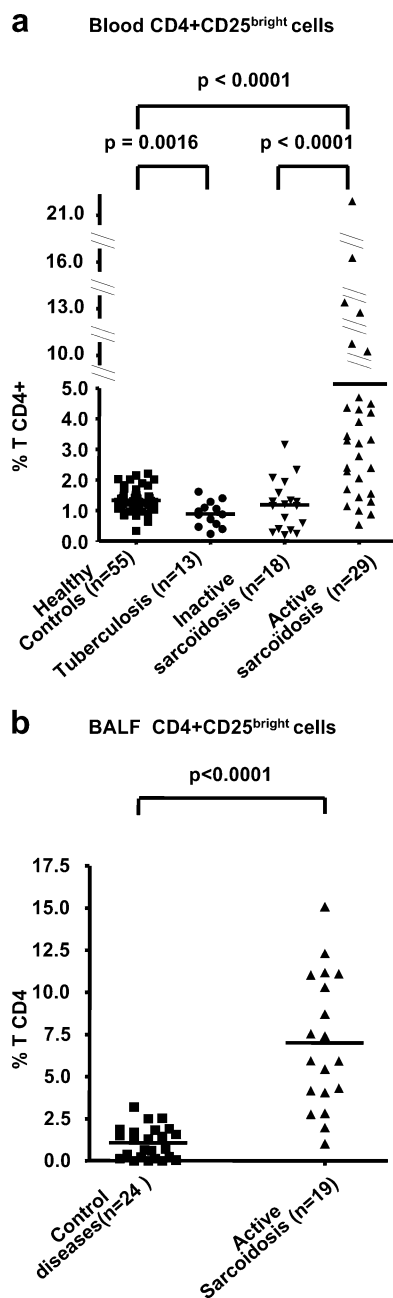 a
Blood CD4+CD25bright cells
p < 0.0001
p = 0.0016
p < 0.0001
21.0
16.0
13.0
10.0
5.0
4.0
3.0
2.0
1.0
0.0
% T CD4+
Healthy
Controls (n=55)
Tuberculosis (n=13)
Inactive
sarcoïdosis (n=18)
Active
sarcoïdosis (n=29)
b
BALF CD4+CD25bright cells
p<0.0001
17.5
15.0
12.5
10.0
7.5
5.0
2.5
0.0
% T CD4
Control
diseases(n=24 )
Active
Sarcoidosis (n=19)